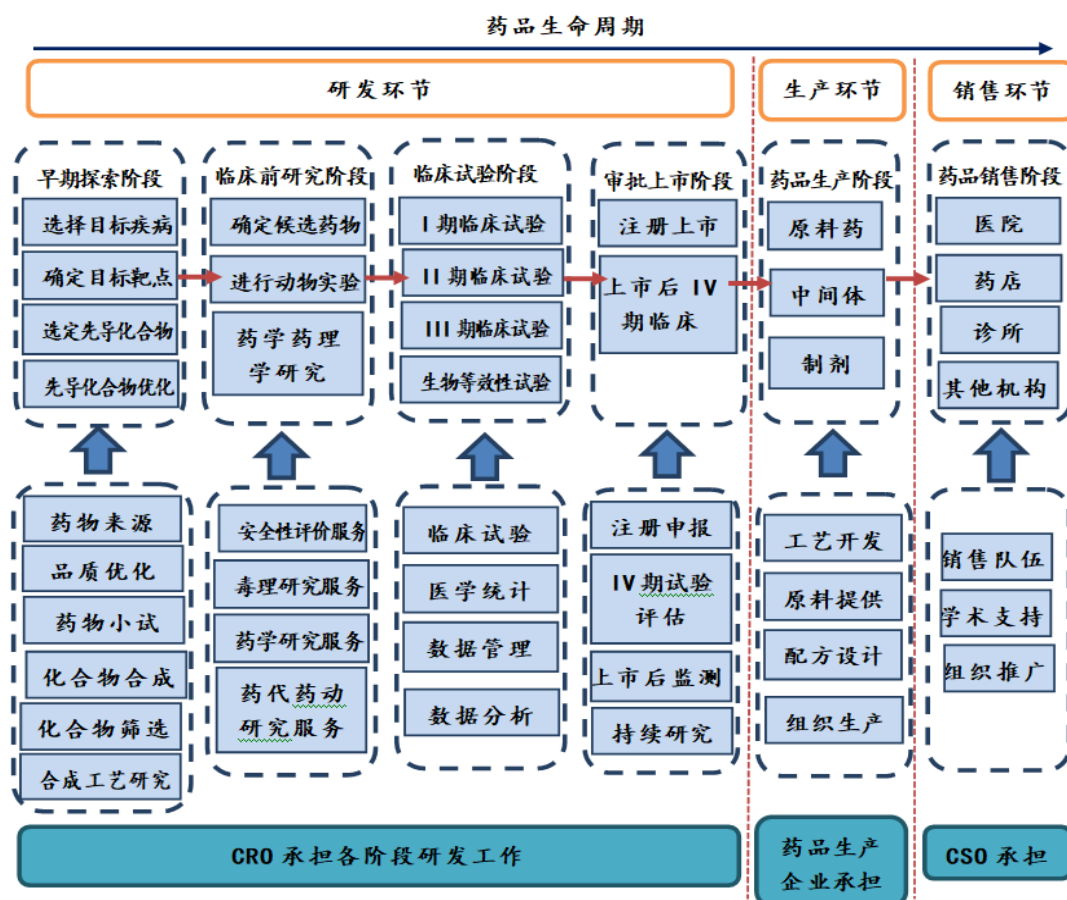 药品生命周期
研发环节
生产环节
销售环节
早期探索阶段
选择目标疾病
确定目标靶点
选定先导化合物
先导化合物优化
临床前研究阶段
确定候选药物
进行动物实验
药学药理
学研究
临床试验阶段
I 期临床试验
II 期临床试验
III 期临床试验
生物等效性试验
审批上市阶段
注册上市
上市后 IV
期临床
药品生产阶段
原料药
中间体
制剂
药品销售阶段
医院
药店
诊所
其他机构
药物来源
品质优化
药物小试
化合物合成
化合物筛选
合成工艺研究
安全性评价服务
毒理研究服务
药学研究服务
药代药动
研究服务
临床试验
医学统计
数据管理
数据分析
注册申报
IV 期试验
评估
上市后监测
持续研究
工艺开发
原料提供
配方设计
组织生产
销售队伍
学术支持
组织推广
CRO 承担各阶段研发工作
药品生产
企业承担
CSO 承担